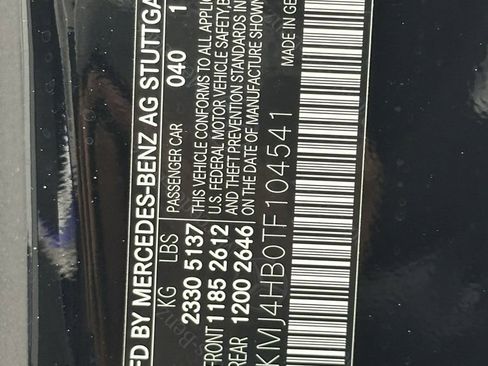 FD BY MERCEDES-BENZ AG STUTTGA
KG LBS PASSENGER CAR 040 1
2330 5137 THIS VEHICLE CONFORMS TO ALL APPLIC
FRONT 1185 2612 U.S. FEDERAL MOTOR VEHICLE SAFETY, B
REAR 1200 2646 AND THEFT PREVENTION STANDARDS IN
ON THE DATE OF MANUFACTURE SHOWN
KMJ4HB0TF104541 MADE IN GE